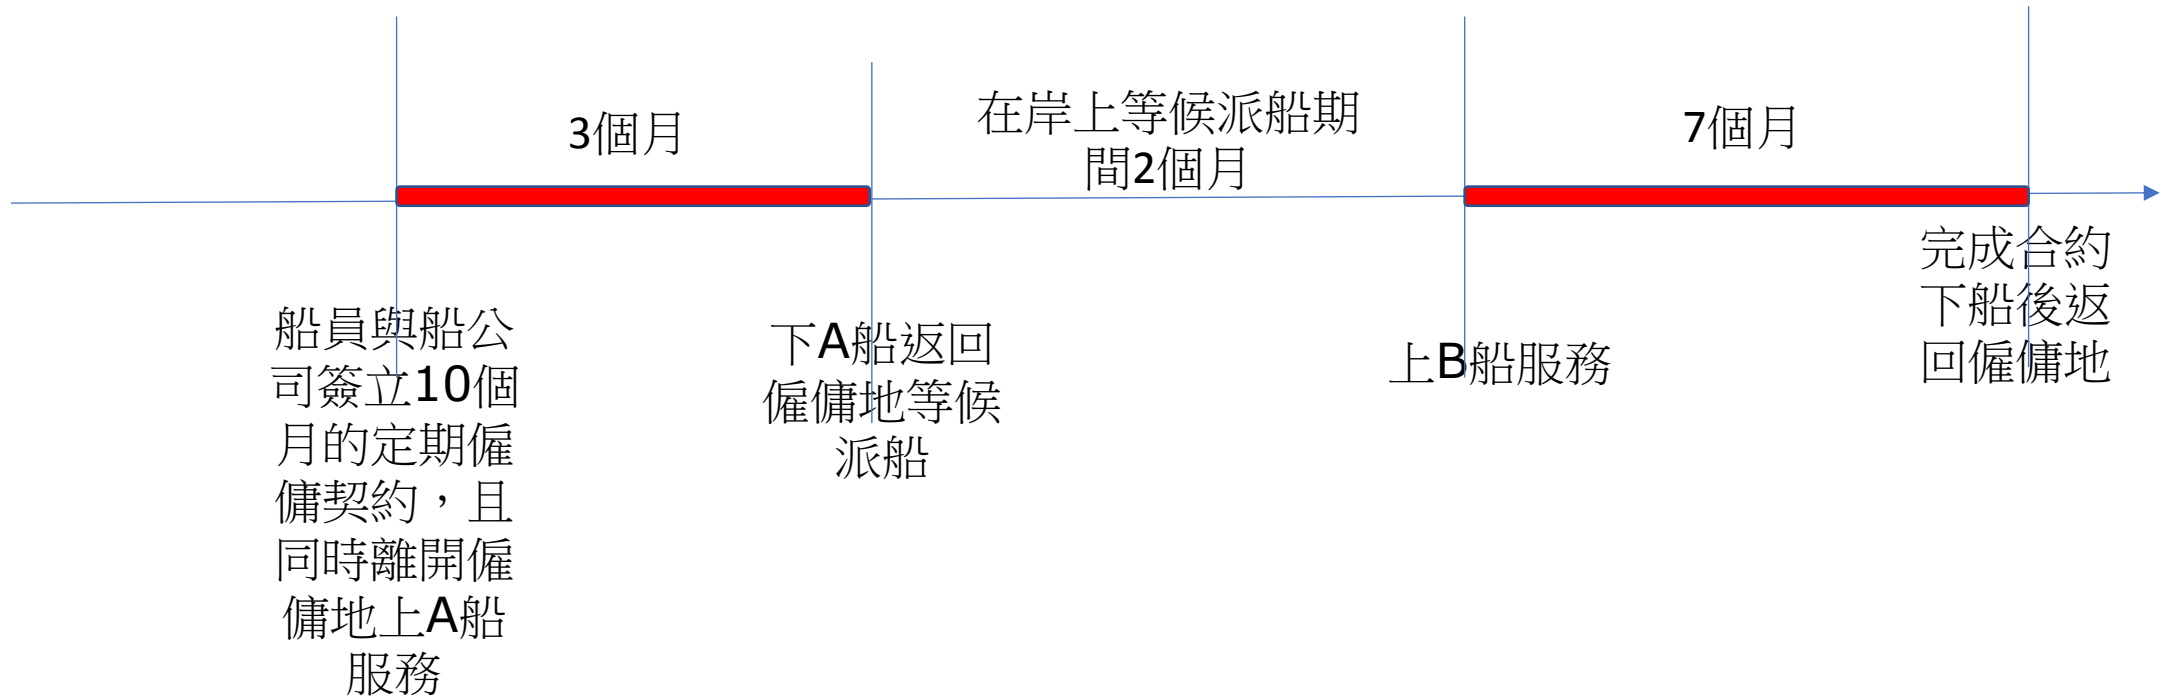 3個月
在岸上等候派船期
間2個月
7個月
船員與船公
司簽立10個
月的定期僱
傭契約，且
同時離開僱
傭地上A船
服務
下A船返回
僱傭地等候
派船
上B船服務
完成合約
下船後返
回僱傭地